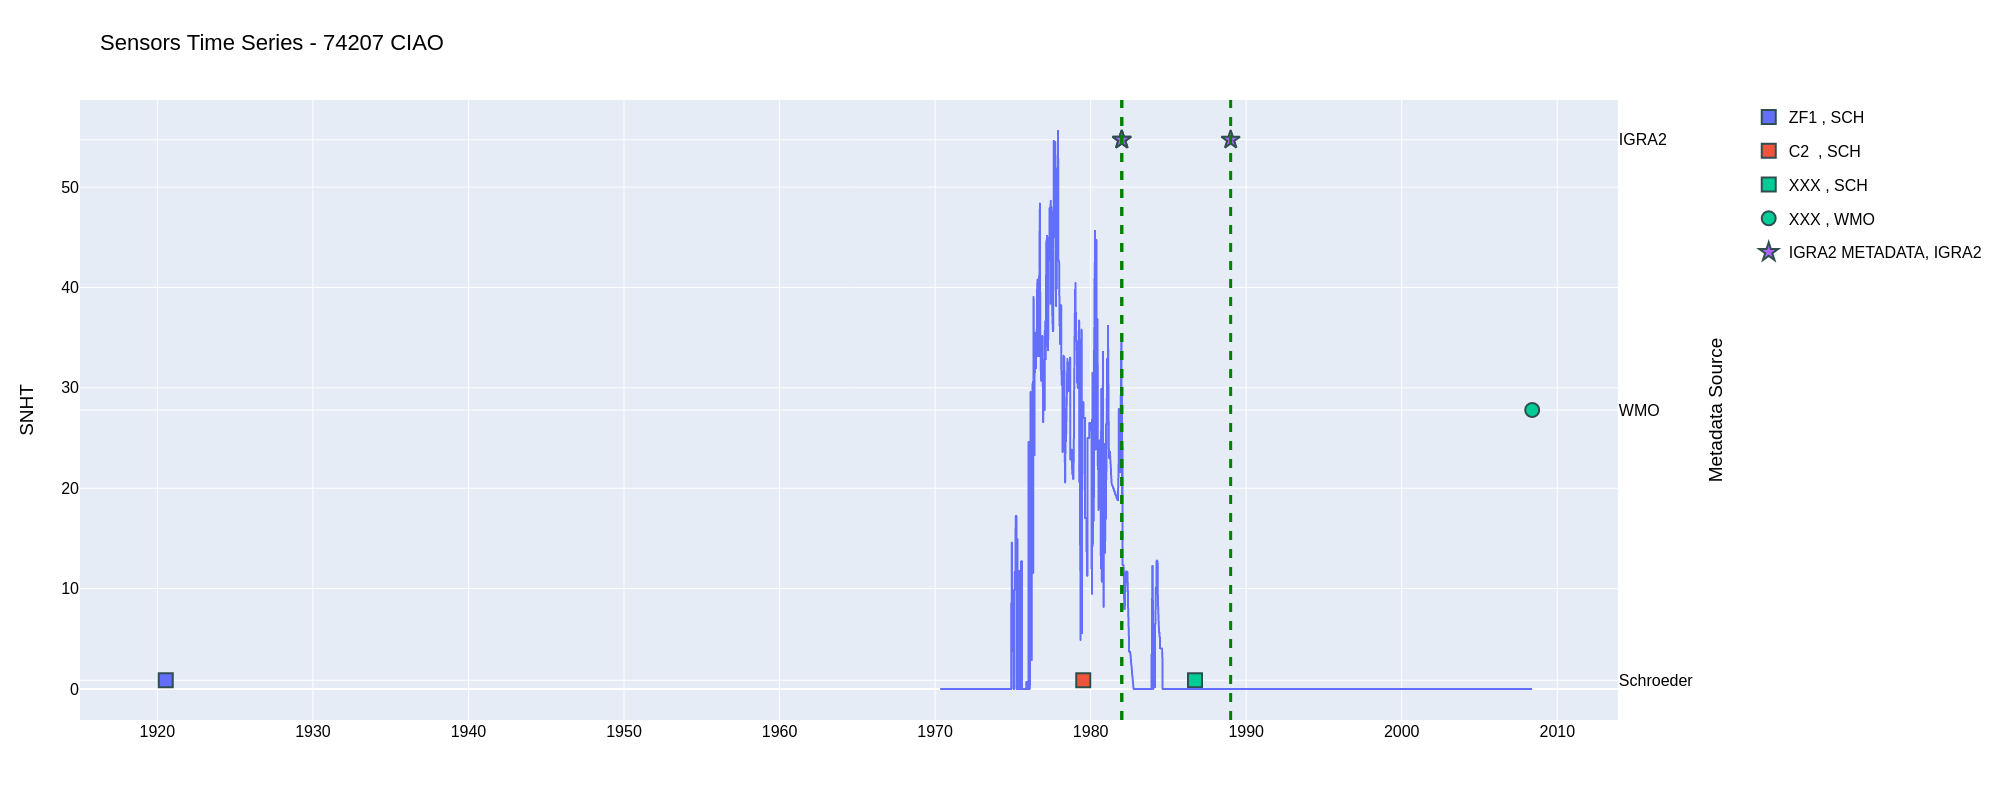 Sensors Time Series - 74207 CIAO
SNHT
50
40
30
20
10
0
1920
1930
1940
1950
1960
1970
1980
1990
2000
2010
IGRA2
WMO
Schroeder
Metadata Source
ZF1 , SCH
C2  , SCH
XXX , SCH
XXX , WMO
IGRA2 METADATA, IGRA2